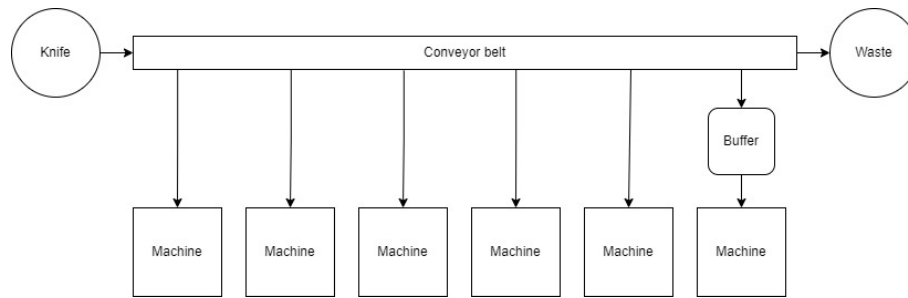 Knife
Conveyor belt
Waste
Buffer
Machine
Machine
Machine
Machine
Machine
Machine